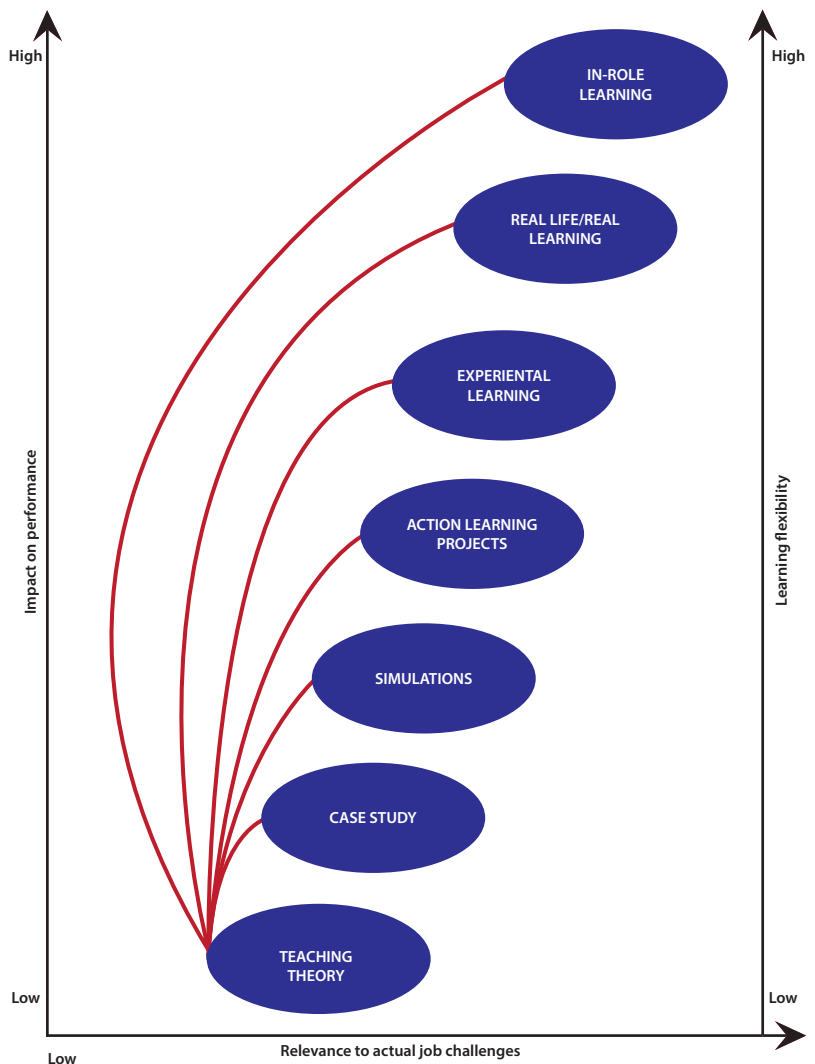 High
High
IN-ROLE
LEARNING
REAL LIFE/REAL
LEARNING
EXPERIENTAL
LEARNING
Impact on performance
Learning flexibility
ACTION LEARNING
PROJECTS
SIMULATIONS
CASE STUDY
TEACHING
THEORY
Low
Low
Relevance to actual job challenges
Low